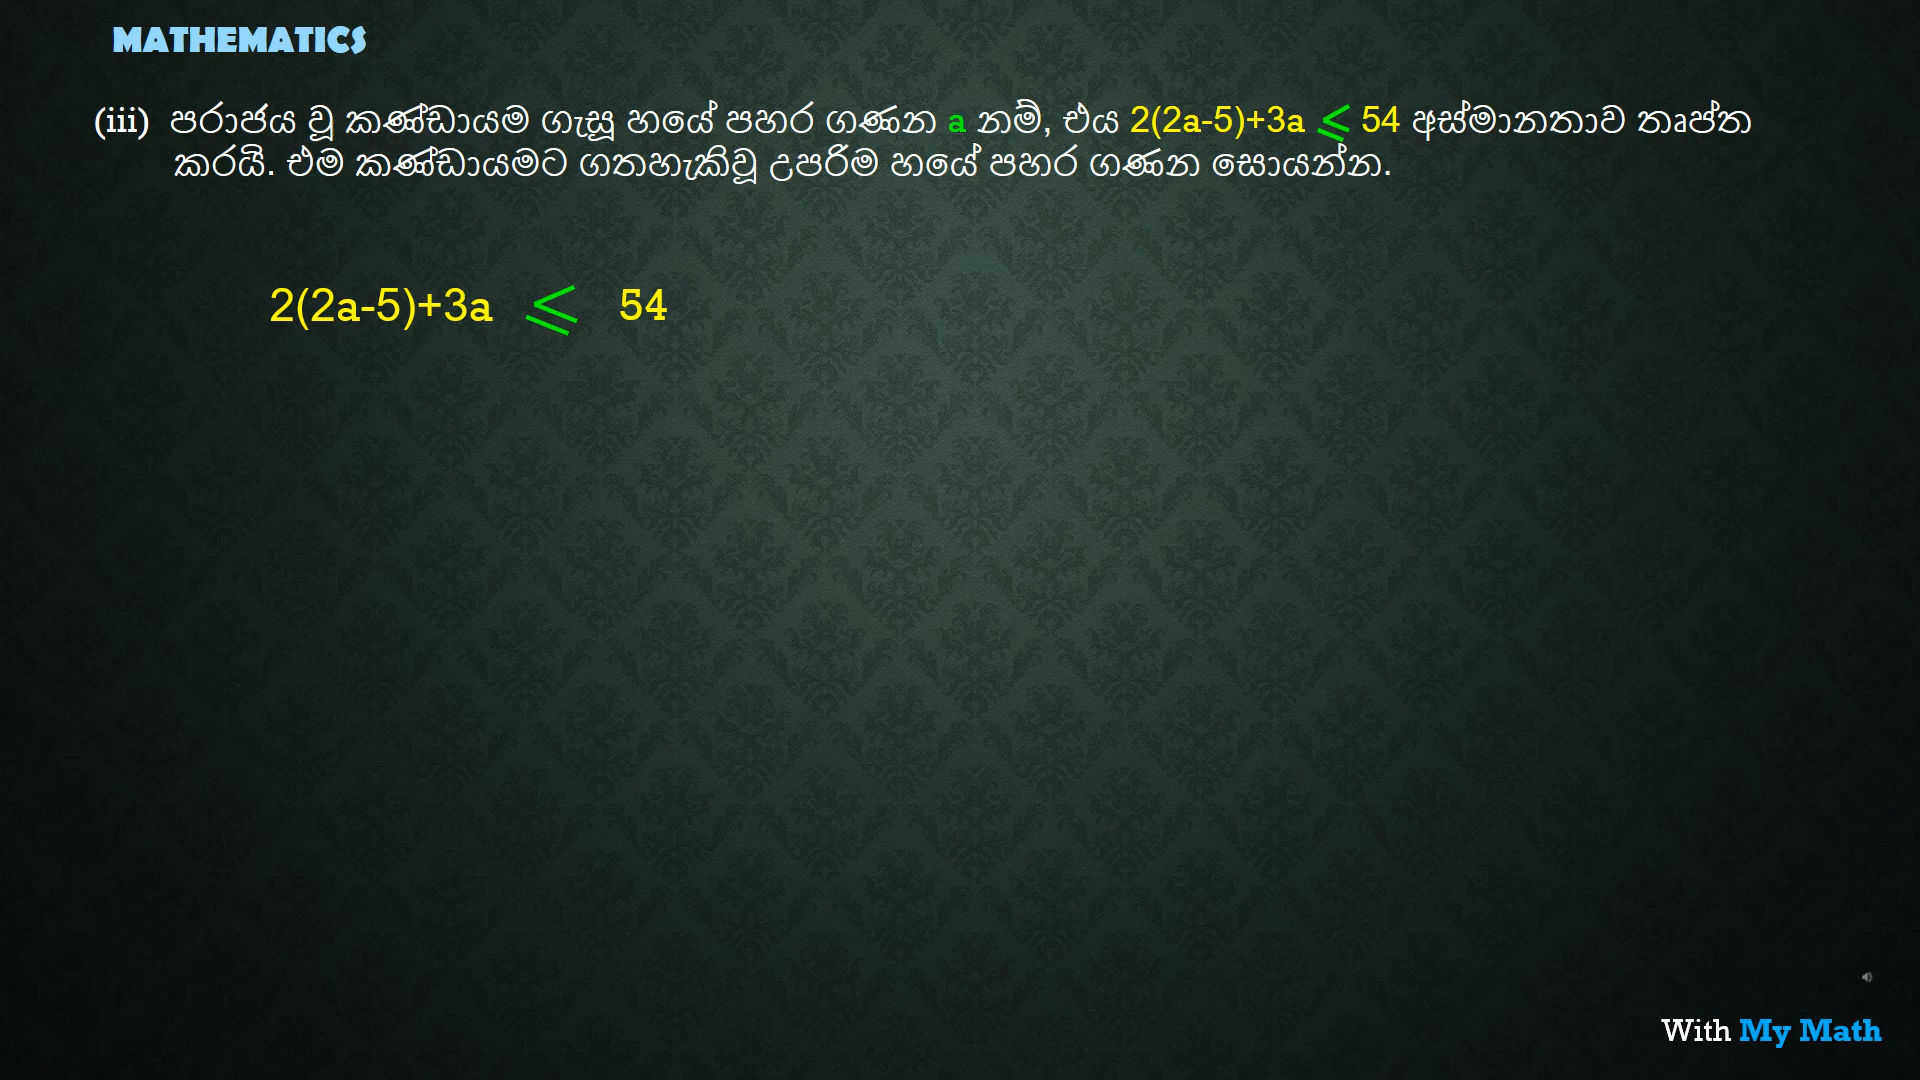 MATHEMATICS
(iii) පරාජය වූ කණ්ඩායම ගැසූ හයේ පහර ගණන a නම්, එය 2(2a-5)+3a ⩽ 54 අස්මානතාව තෘප්ත
කරයි. එම කණ්ඩායමට ගතහැකිවූ උපරිම හයේ පහර ගණන සොයන්න.
2(2a-5)+3a ⩽ 54
With My Math